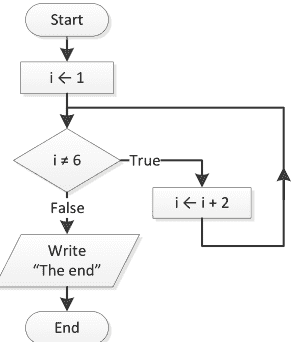 Start
i ← 1
i ≠ 6
True
i ← i + 2
False
Write
“The end”
End